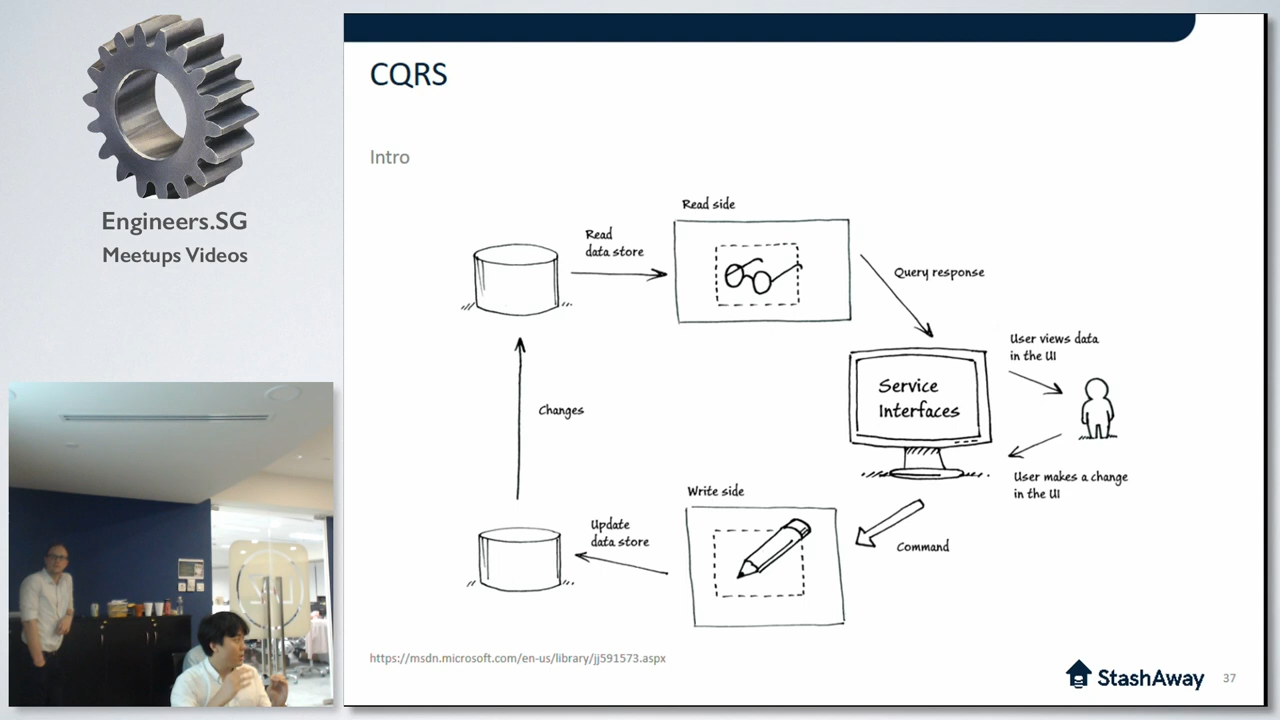 Engineers.SG
Meetups Videos
CQRS
Intro
Read side
Read
data store
Query response
User views data
in the UI
Service
Interfaces
Changes
User makes a change
in the UI
Write side
Update
data store
Command
https://msdn.microsoft.com/en-us/library/jj591573.aspx
StashAway
37